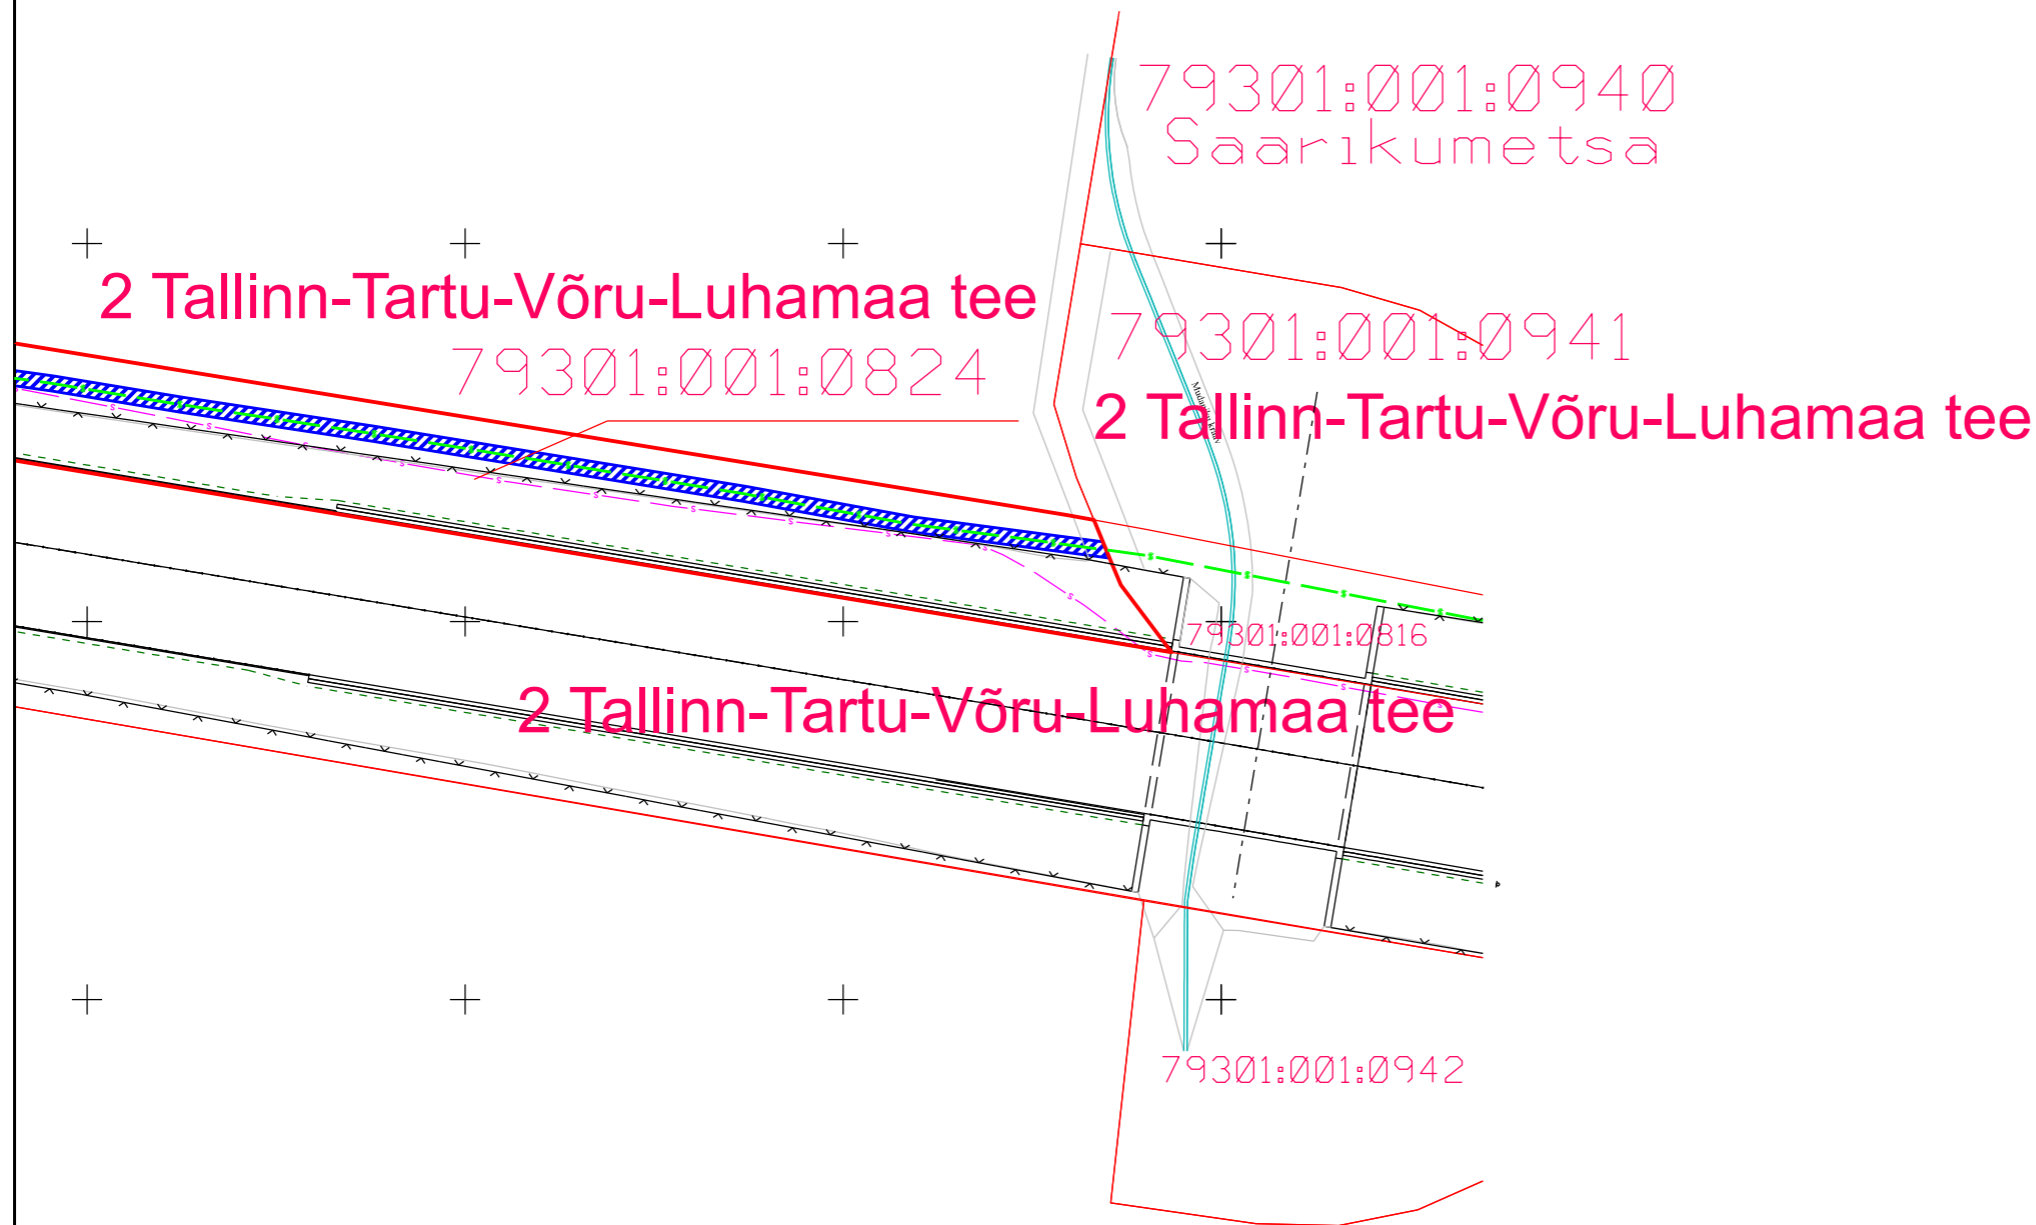 79301:001:0940
Saarikumetsa
2 Tallinn-Tartu-Võru-Luhamaa tee
79301:001:0824
79301:001:0941
2 Tallinn-Tartu-Võru-Luhamaa tee
79301:001:0816
2 Tallinn-Tartu-Võru-Luhamaa tee
79301:001:0942